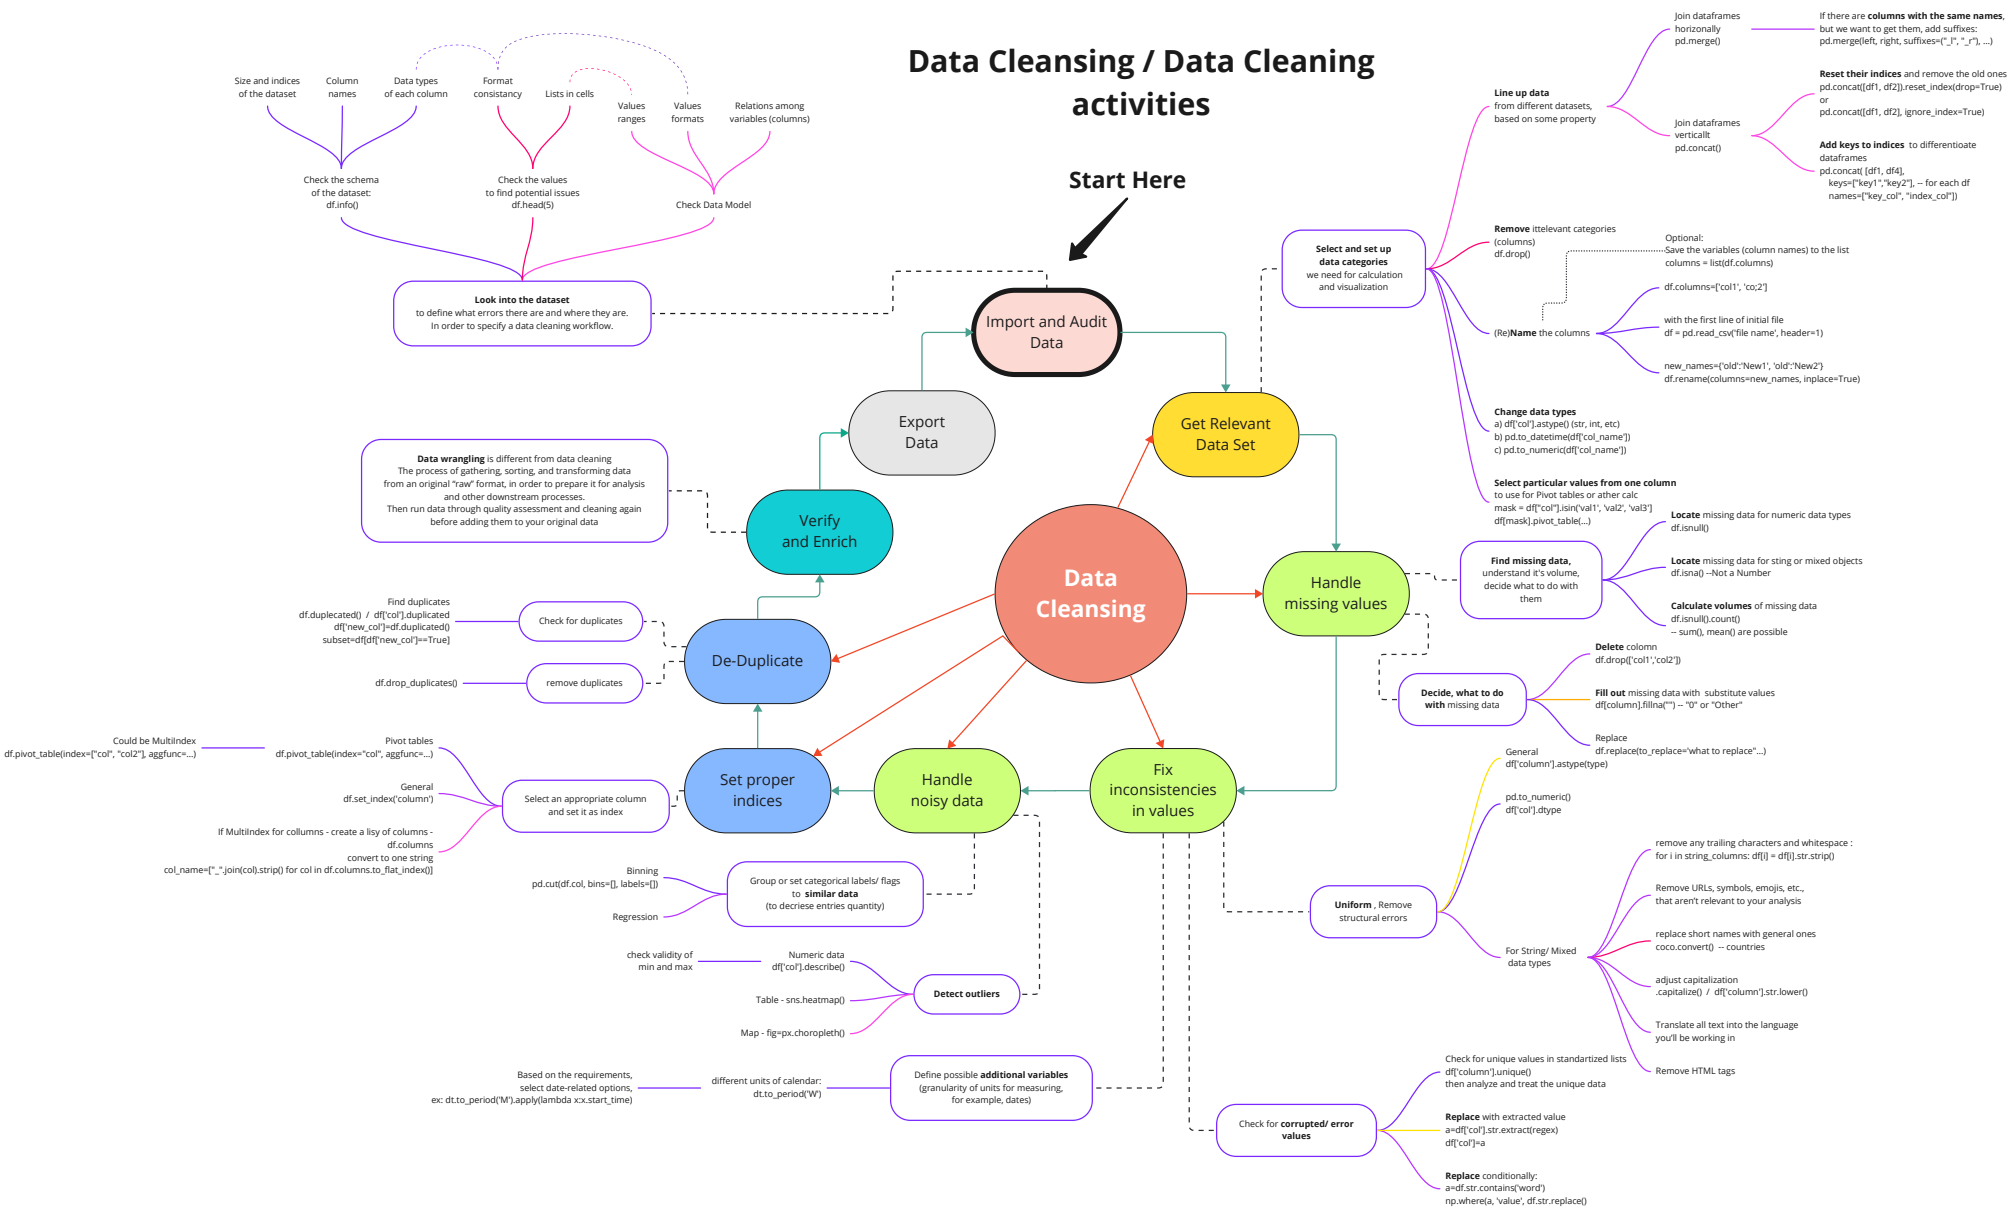 Data Cleansing / Data Cleaning
activities
Start Here
Size and indices
of the dataset
Column
names
Data types
of each column
Format
consistancy
Lists in cells
Values
ranges
Values
formats
Relations among
variables (columns)
Check the schema
of the dataset:
df.info()
Check the values
to find potential issues
df.head(5)
Check Data Model
Look into the dataset
to define what errors there are and where they are.
In order to specify a data cleaning workflow.
Import and Audit
Data
Get Relevant
Data Set
Select and set up
data categories
we need for calculation
and visualization
Line up data
from different datasets,
based on some property
Join dataframes
horizonally
pd.merge()
If there are columns with the same names,
but we want to get them, add suffixes:
pd.merge(left, right, suffixes=("_l", "_r"), ...)
Join dataframes
verticallt
pd.concat()
Reset their indices and remove the old ones
pd.concat([df1, df2]).reset_index(drop=True)
or
pd.concat([df1, df2], ignore_index=True)
Add keys to indices  to differentioate
dataframes
pd.concat( [df1, df4],
keys=["key1","key2"], -- for each df
names=["key_col", "index_col"])
Remove ittelevant categories
(columns)
df.drop()
Optional:
Save the variables (column names) to the list
columns = list(df.columns)
(Re)Name the columns
df.columns=['col1', 'co;2']
with the first line of initial file
df = pd.read_csv('file name', header=1)
new_names={'old':'New1', 'old':'New2'}
df.rename(columns=new_names, inplace=True)
Change data types
a) df['col'].astype() (str, int, etc)
b) pd.to_datetime(df['col_name'])
c) pd.to_numeric(df['col_name'])
Select particular values from one column
to use for Pivot tables or ather calc
mask = df["col"].isin('val1', 'val2', 'val3']
df[mask].pivot_table(...)
Handle
missing values
Find missing data,
understand it's volume,
decide what to do with
them
Locate missing data for numeric data types
df.isnull()
Locate missing data for sting or mixed objects
df.isna() --Not a Number
Calculate volumes of missing data
df.isnull().count()
-- sum(), mean() are possible
Decide, what to do
with missing data
Delete colomn
df.drop(['col1','col2'])
Fill out missing data with  substitute values
df[column].fillna("") -- "0" or "Other"
Replace
df.replace(to_replace='what to replace"...)
Fix
inconsistencies
in values
Uniform , Remove
structural errors
General
df['column'].astype(type)
pd.to_numeric()
df['col'].dtype
For String/ Mixed
data types
remove any trailing characters and whitespace :
for i in string_columns: df[i] = df[i].str.strip()
Remove URLs, symbols, emojis, etc.,
that aren't relevant to your analysis
replace short names with general ones
coco.convert()  -- countries
adjust capitalization
.capitalize()  /  df['column'].str.lower()
Translate all text into the language
you'll be working in
Remove HTML tags
Check for corrupted/ error
values
Check for unique values in standartized lists
df['column'].unique()
then analyze and treat the unique data
Replace with extracted value
a=df['col'].str.extract(regex)
df['col']=a
Replace conditionally:
a=df.str.contains('word')
np.where(a, 'value', df.str.replace()
Define possible additional variables
(granularity of units for measuring,
for example, dates)
different units of calendar:
dt.to_period('W')
Based on the requirements,
select date-related options,
ex: dt.to_period('M').apply(lambda x:x.start_time)
Handle
noisy data
Group or set categorical labels/ flags
to  similar data
(to decriese entries quantity)
Binning
pd.cut(df.col, bins=[], labels=[])
Regression
Detect outliers
Numeric data
df['col'].describe()
check validity of
min and max
Table - sns.heatmap()
Map - fig=px.choropleth()
Set proper
indices
Select an appropriate column
and set it as index
Pivot tables
df.pivot_table(index="col", aggfunc=...)
Could be MultiIndex
df.pivot_table(index=["col", "col2"], aggfunc=...)
General
df.set_index('column')
If MultiIndex for collumns - create a lisy of columns -
df.columns
convert to one string
col_name=["_".join(col).strip() for col in df.columns.to_flat_index()]
De-Duplicate
Check for duplicates
Find duplicates
df.duplecated()  /  df['col'].duplicated
df['new_col']=df.duplicated()
subset=df[df['new_col']==True]
remove duplicates
df.drop_duplicates()
Verify
and Enrich
Data wrangling is different from data cleaning
The process of gathering, sorting, and transforming data
from an original "raw" format, in order to prepare it for analysis
and other downstream processes.
Then run data through quality assessment and cleaning again
before adding them to your original data
Export
Data
Data
Cleansing